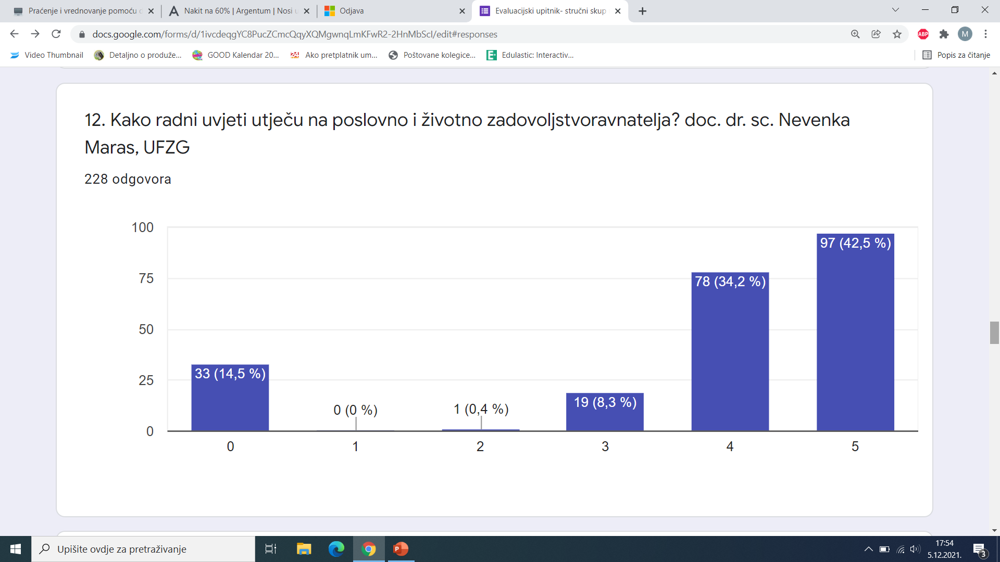 Praćenje i vrednovanje pomoću d
Nakit na 60% | Argentum | Nosi u
Odjava
Evaluacijski upitnik- stručni skup
docs.google.com/forms/d/1ivcdeqgYC8PucZCmcQqyXQMgwnqLmKFwR2-2HnMbScI/edit#responses
ABP
M
Video Thumbnail
Detaljno o produže...
GOOD Kalendar 20...
Ako pretplatnik um...
Poštovane kolegice...
Edulastic: Interactiv...
Popis za čitanje
12. Kako radni uvjeti utječu na poslovno i životno zadovoljstvoravnatelja? doc. dr. sc. Nevenka
Maras, UFZG
228 odgovora
100
75
50
25
0
33 (14,5 %)
0 (0 %)
1 (0,4 %)
19 (8,3 %)
78 (34,2 %)
97 (42,5 %)
0 1 2 3 4 5
Upišite ovdje za pretraživanje
17:54
5.12.2021.
3